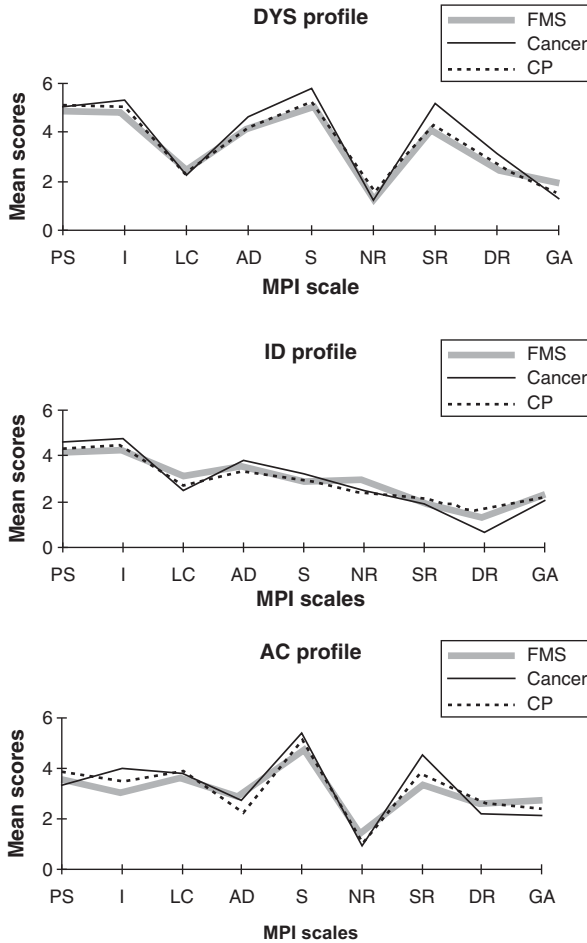 DYS profile
FMS
Cancer
CP
Mean scores
6
4
2
0
PS I LC AD S NR SR DR GA
MPI scale
ID profile
FMS
Cancer
CP
Mean scores
6
4
2
0
PS I LC AD S NR SR DR GA
MPI scales
AC profile
FMS
Cancer
CP
Mean scores
6
4
2
0
PS I LC AD S NR SR DR GA
MPI scales